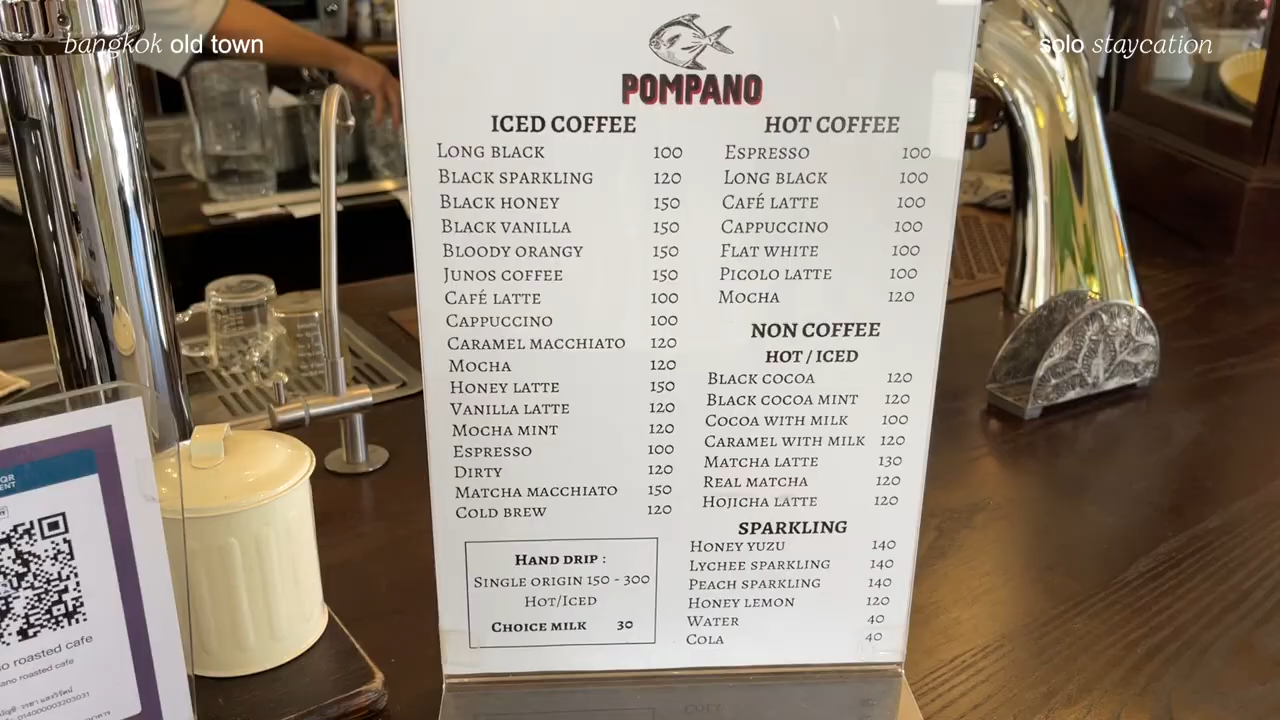 bangkok old town
solo staycation
POMPANO
ICED COFFEE
LONG BLACK 100
BLACK SPARKLING 120
BLACK HONEY 150
BLACK VANILLA 150
BLOODY ORANGY 150
JUNOS COFFEE 150
CAFÉ LATTE 100
CAPPUCCINO 100
CARAMEL MACCHIATO 120
MOCHA 120
HONEY LATTE 150
VANILLA LATTE 120
MOCHA MINT 120
ESPRESSO 100
DIRTY 120
MATCHA MACCHIATO 150
COLD BREW 120
HAND DRIP :
SINGLE ORIGIN 150 - 300
HOT/ICED
CHOICE MILK 30
HOT COFFEE
ESPRESSO 100
LONG BLACK 100
CAFÉ LATTE 100
CAPPUCCINO 100
FLAT WHITE 100
PICOLO LATTE 100
MOCHA 120
NON COFFEE
HOT / ICED
BLACK COCOA 120
BLACK COCOA MINT 120
COCOA WITH MILK 100
CARAMEL WITH MILK 120
MATCHA LATTE 130
REAL MATCHA 120
HOJICHA LATTE 120
SPARKLING
HONEY YUZU 140
LYCHEE SPARKLING 140
PEACH SPARKLING 140
HONEY LEMON 120
WATER 40
COLA 40
QR
roasted cafe
roasted cafe
014000003203031